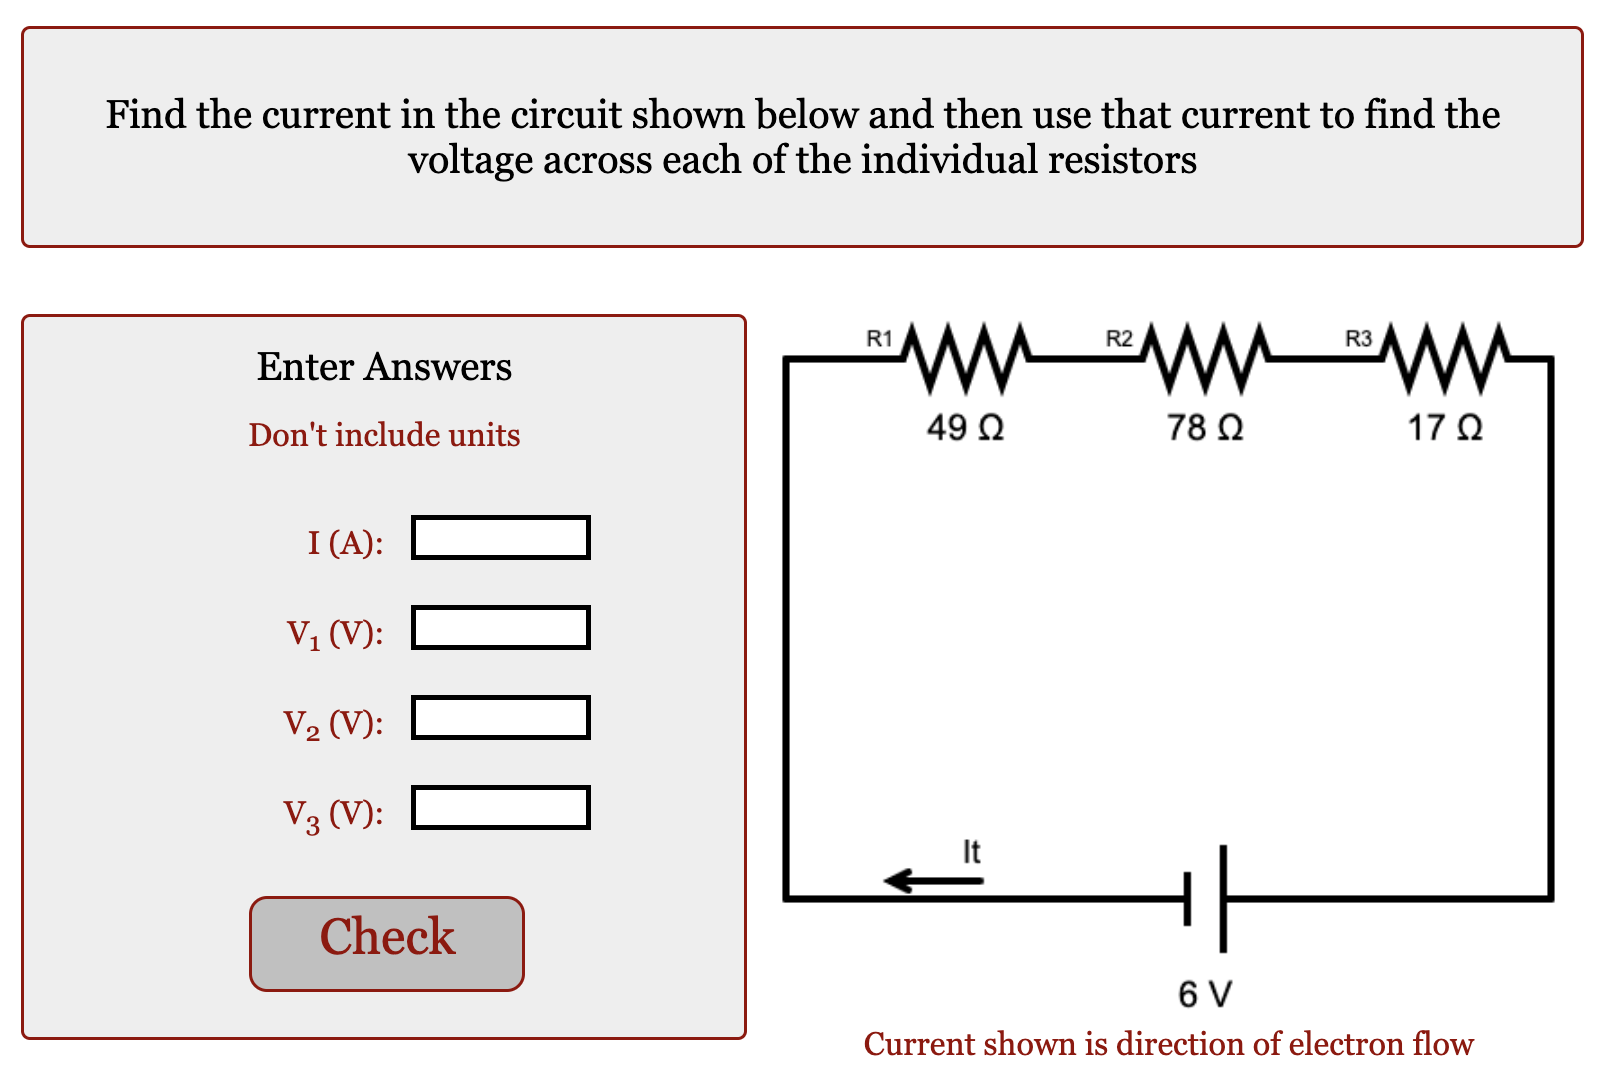 Find the current in the circuit shown below and then use that current to find the
voltage across each of the individual resistors
Enter Answers
Don't include units
I (A):
V₁ (V):
V₂ (V):
V₃ (V):
Check
R1
R2
R3
49 Ω
78 Ω
17 Ω
It
6 V
Current shown is direction of electron flow